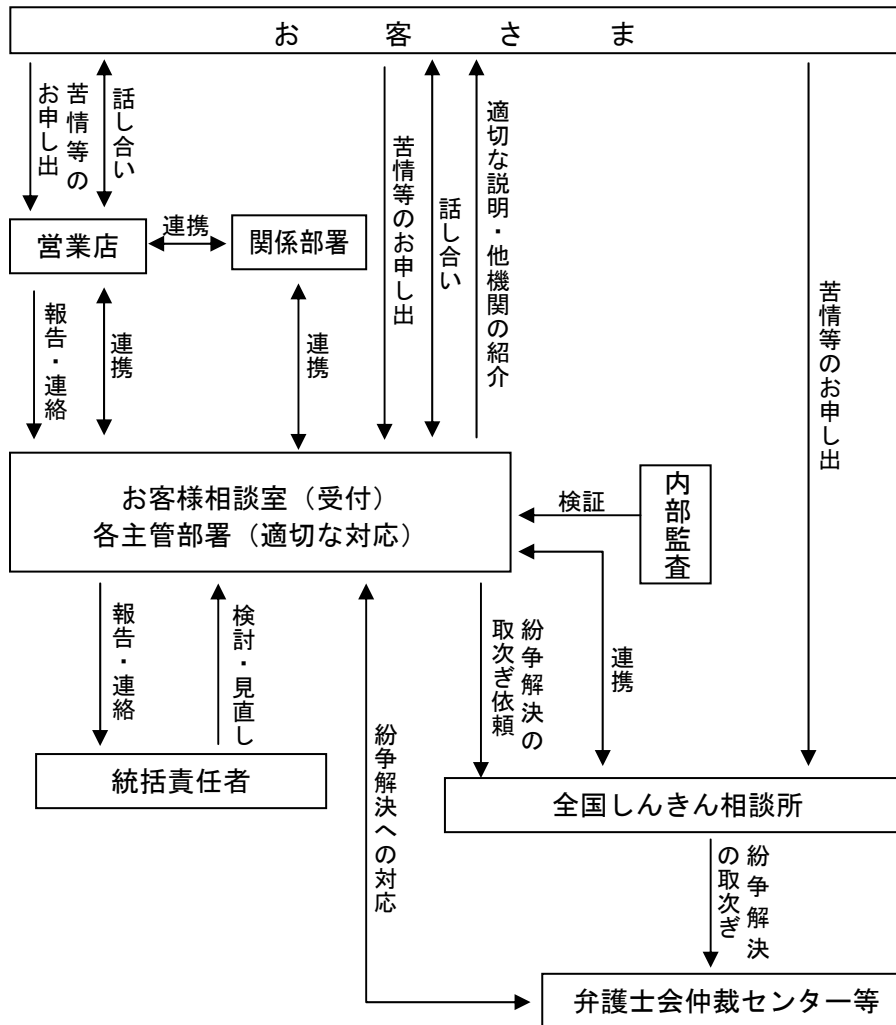 お客さま
苦情等の
お申し出
話し合い
苦情等のお申し出
話し合い
適切な説明・他機関の紹介
苦情等のお申し出
営業店
連携
関係部署
報告・連絡
連携
連携
お客様相談室（受付）
各主管部署（適切な対応）
検証
内部監査
報告・連絡
検討・見直し
紛争解決への対応
紛争解決の
取次ぎ依頼
連携
統括責任者
全国しんきん相談所
紛争解決
の取次ぎ
弁護士会仲裁センター等